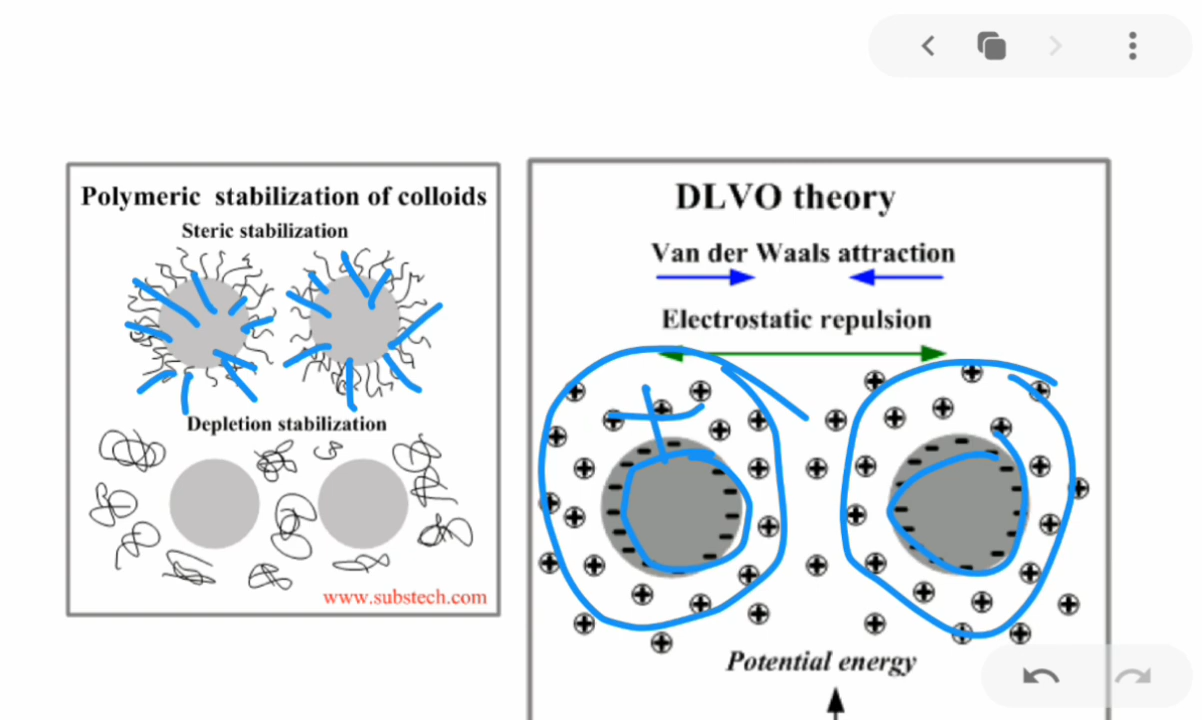 Polymeric stabilization of colloids
Steric stabilization
Depletion stabilization
www.substech.com
DLVO theory
Van der Waals attraction
Electrostatic repulsion
Potential energy